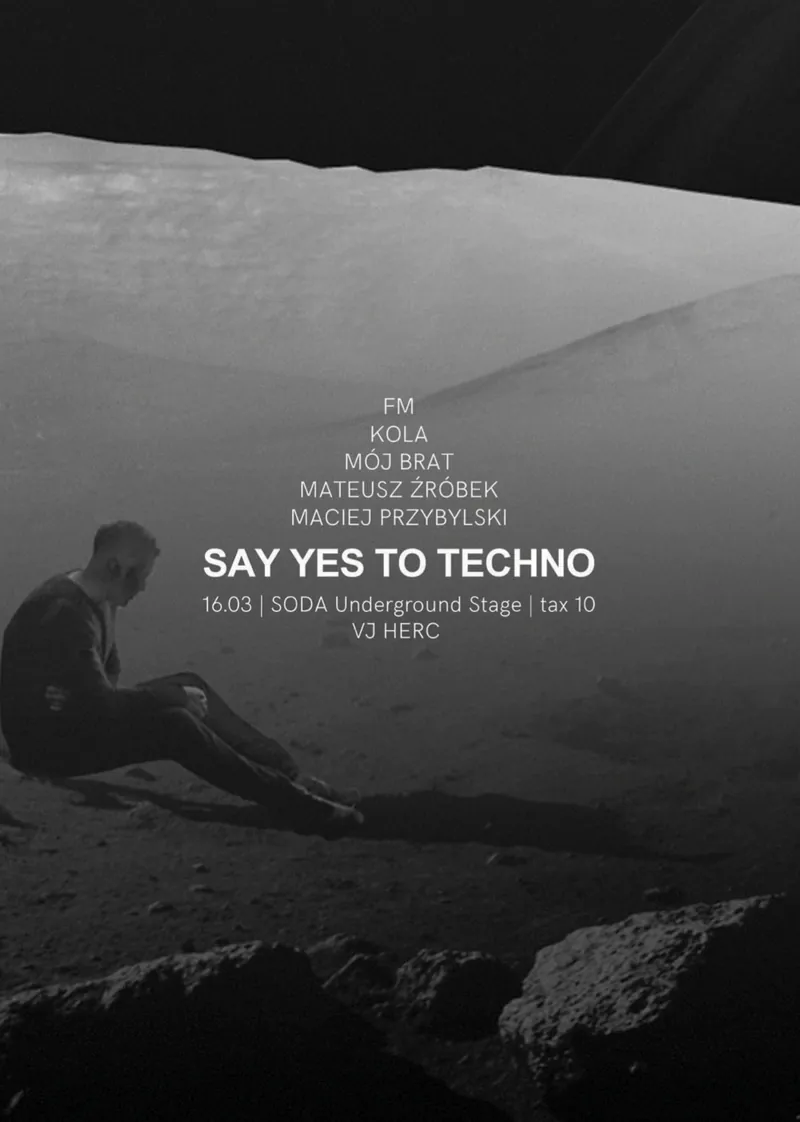 FM
KOLA
MÓJ BRAT
MATEUSZ ŹRÓBEK
MACIEJ PRZYBYLSKI
SAY YES TO TECHNO
16.03 | SODA Underground Stage | tax 10
VJ HERC